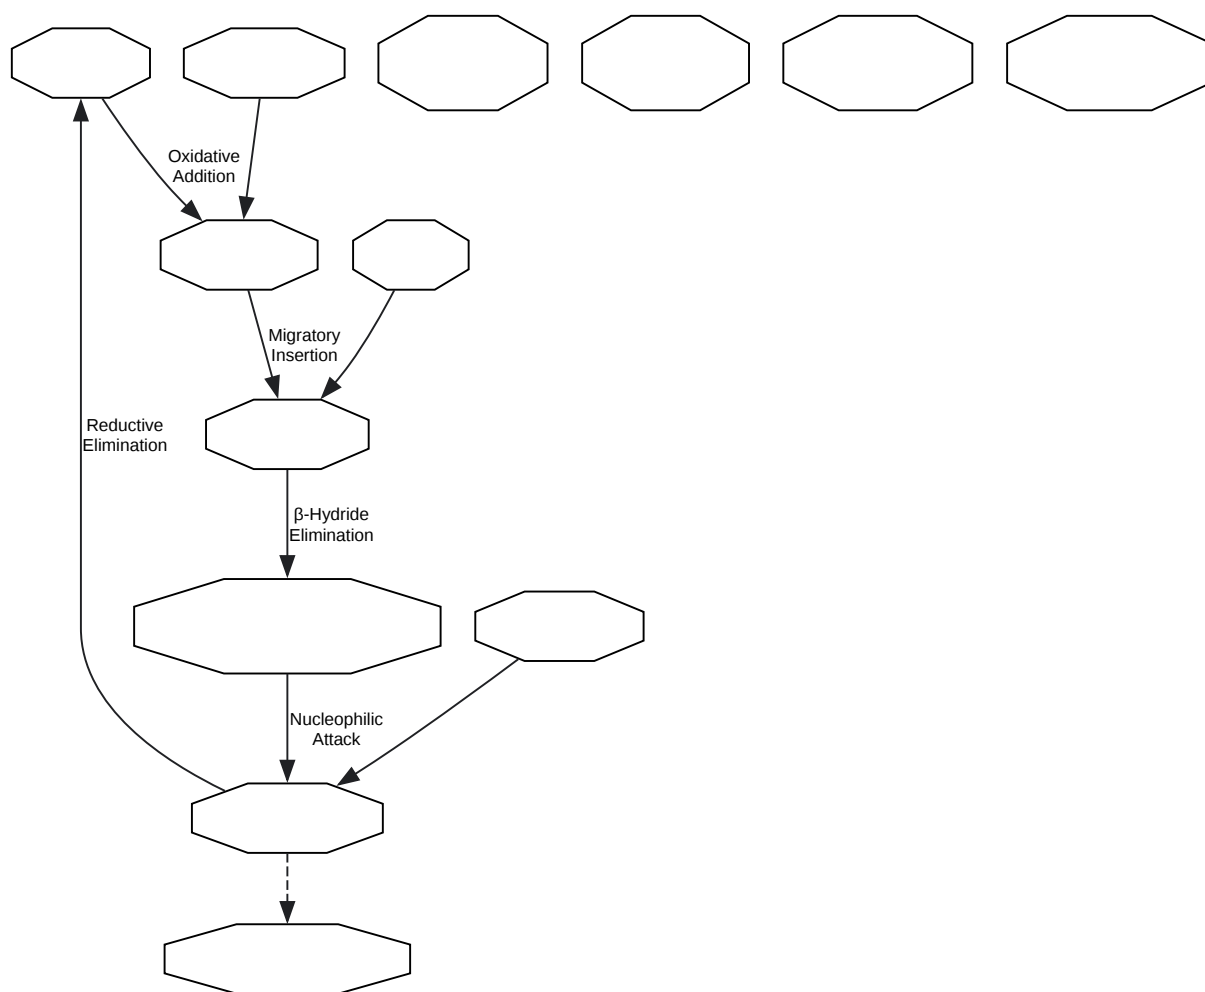 Oxidative
Addition
Migratory
Insertion
Reductive
Elimination
β-Hydride
Elimination
Nucleophilic
Attack